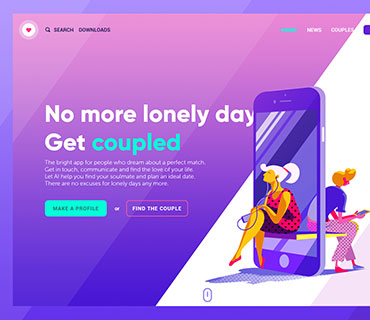 SEARCH DOWNLOADS
NEWS COUPLES
No more lonely day
Get coupled
The bright app for people who dream about a perfect match.
Get in touch, communicate and find the love of your life.
Let AI help you find your soulmate and plan an ideal date.
There are no excuses for lonely days any more.
MAKE A PROFILE or FIND THE COUPLE